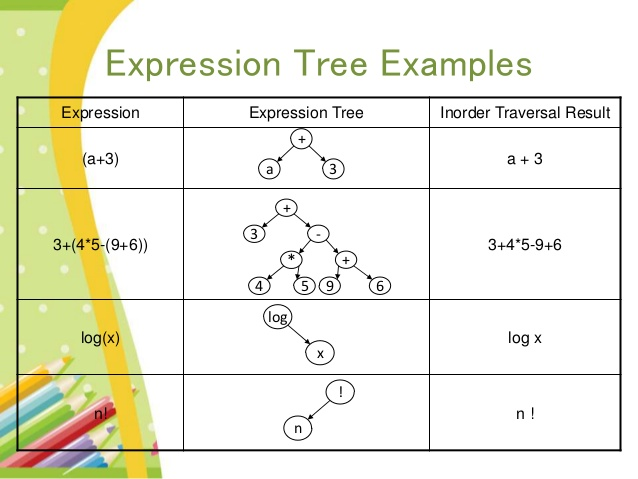 Expression Tree Examples
Expression Expression Tree Inorder Traversal Result
(a+3)
+
a 3
a + 3
3+(4*5-(9+6))
+
3 -
* +
4 5 9 6
3+4*5-9+6
log(x)
log
x
log x
n!
!
n
n !